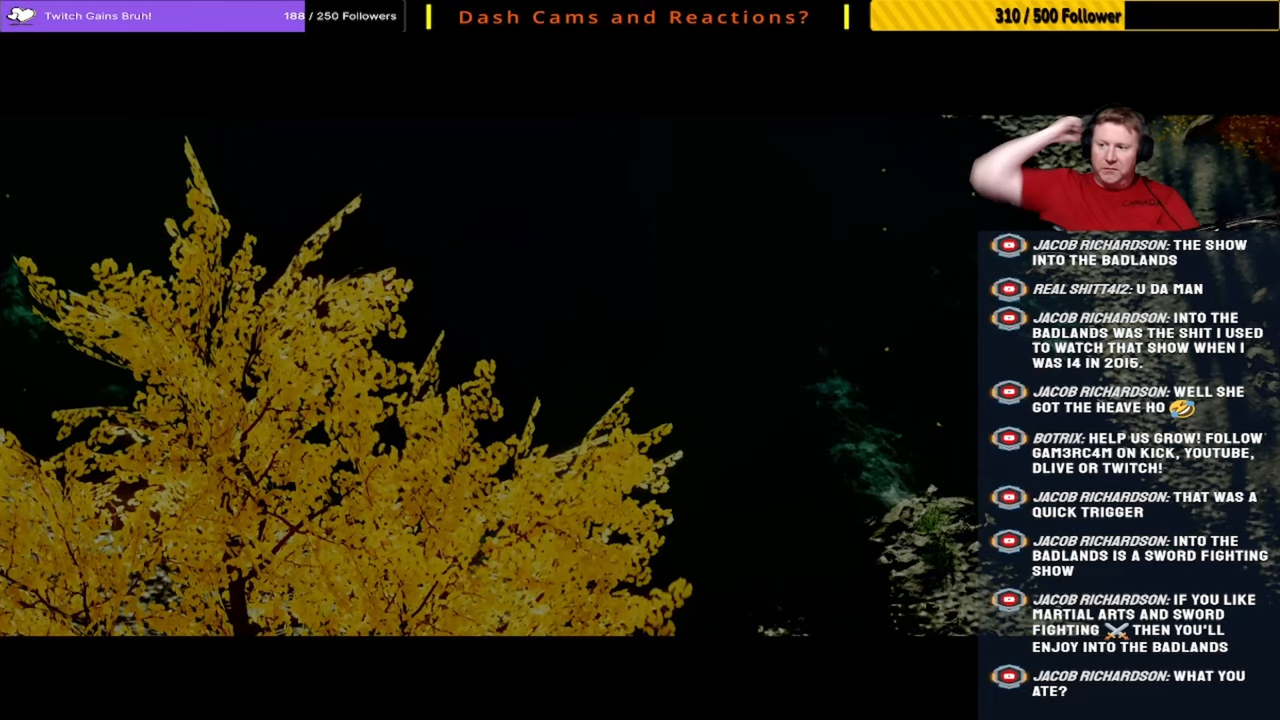 Twitch Gains Bruh!
188 / 250 Followers
Dash Cams and Reactions?
310 / 500 Follower
CANADA
JACOB RICHARDSON: THE SHOW
INTO THE BADLANDS
REAL SHITT412: U DA MAN
JACOB RICHARDSON: INTO THE
BADLANDS WAS THE SHIT I USED
TO WATCH THAT SHOW WHEN I
WAS 14 IN 2015.
JACOB RICHARDSON: WELL SHE
GOT THE HEAVE HO 🤣
BOTRIX: HELP US GROW! FOLLOW
GAM3RC4M ON KICK, YOUTUBE,
DLIVE OR TWITCH!
JACOB RICHARDSON: THAT WAS A
QUICK TRIGGER
JACOB RICHARDSON: INTO THE
BADLANDS IS A SWORD FIGHTING
SHOW
JACOB RICHARDSON: IF YOU LIKE
MARTIAL ARTS AND SWORD
FIGHTING ⚔️ THEN YOU'LL
ENJOY INTO THE BADLANDS
JACOB RICHARDSON: WHAT YOU
ATE?